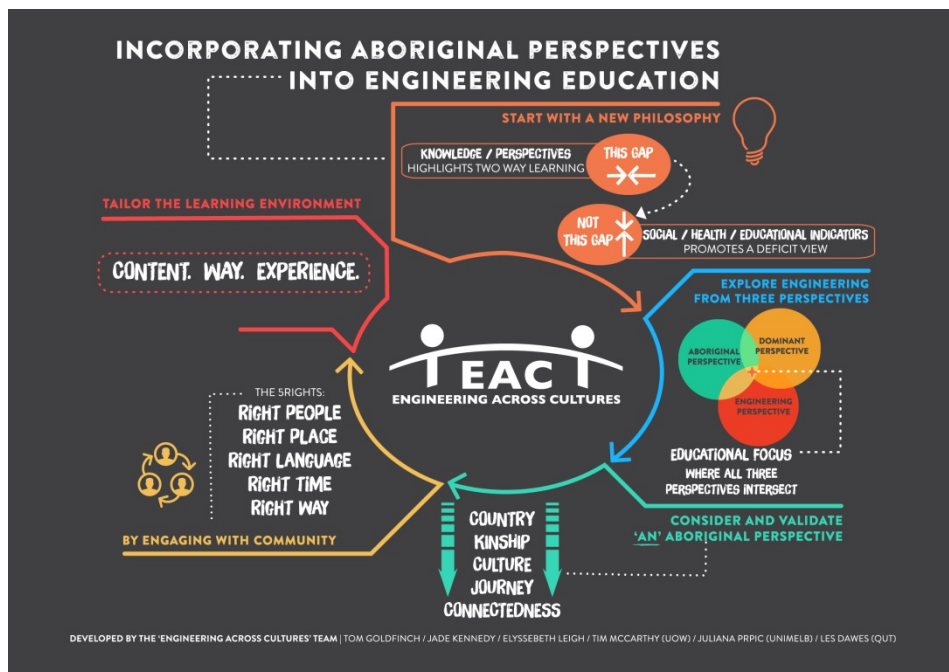 INCORPORATING ABORIGINAL PERSPECTIVES
INTO ENGINEERING EDUCATION
START WITH A NEW PHILOSOPHY
KNOWLEDGE / PERSPECTIVES
HIGHLIGHTS TWO WAY LEARNING
THIS GAP
NOT
THIS GAP
SOCIAL / HEALTH / EDUCATIONAL INDICATORS
PROMOTES A DEFICIT VIEW
EXPLORE ENGINEERING
FROM THREE PERSPECTIVES
ABORIGINAL
PERSPECTIVE
DOMINANT
PERSPECTIVE
ENGINEERING
PERSPECTIVE
EDUCATIONAL FOCUS
WHERE ALL THREE
PERSPECTIVES INTERSECT
CONSIDER AND VALIDATE
'AN' ABORIGINAL PERSPECTIVE
COUNTRY
KINSHIP
CULTURE
JOURNEY
CONNECTEDNESS
BY ENGAGING WITH COMMUNITY
THE 5RIGHTS:
RIGHT PEOPLE
RIGHT PLACE
RIGHT LANGUAGE
RIGHT TIME
RIGHT WAY
TAILOR THE LEARNING ENVIRONMENT
CONTENT. WAY. EXPERIENCE.
EAC
ENGINEERING ACROSS CULTURES
DEVELOPED BY THE 'ENGINEERING ACROSS CULTURES' TEAM | TOM GOLDFINCH / JADE KENNEDY / ELYSSEBETH LEIGH / TIM MCCARTHY (UOW) / JULIANA PRPIC (UNIMELB) / LES DAWES (QUT)